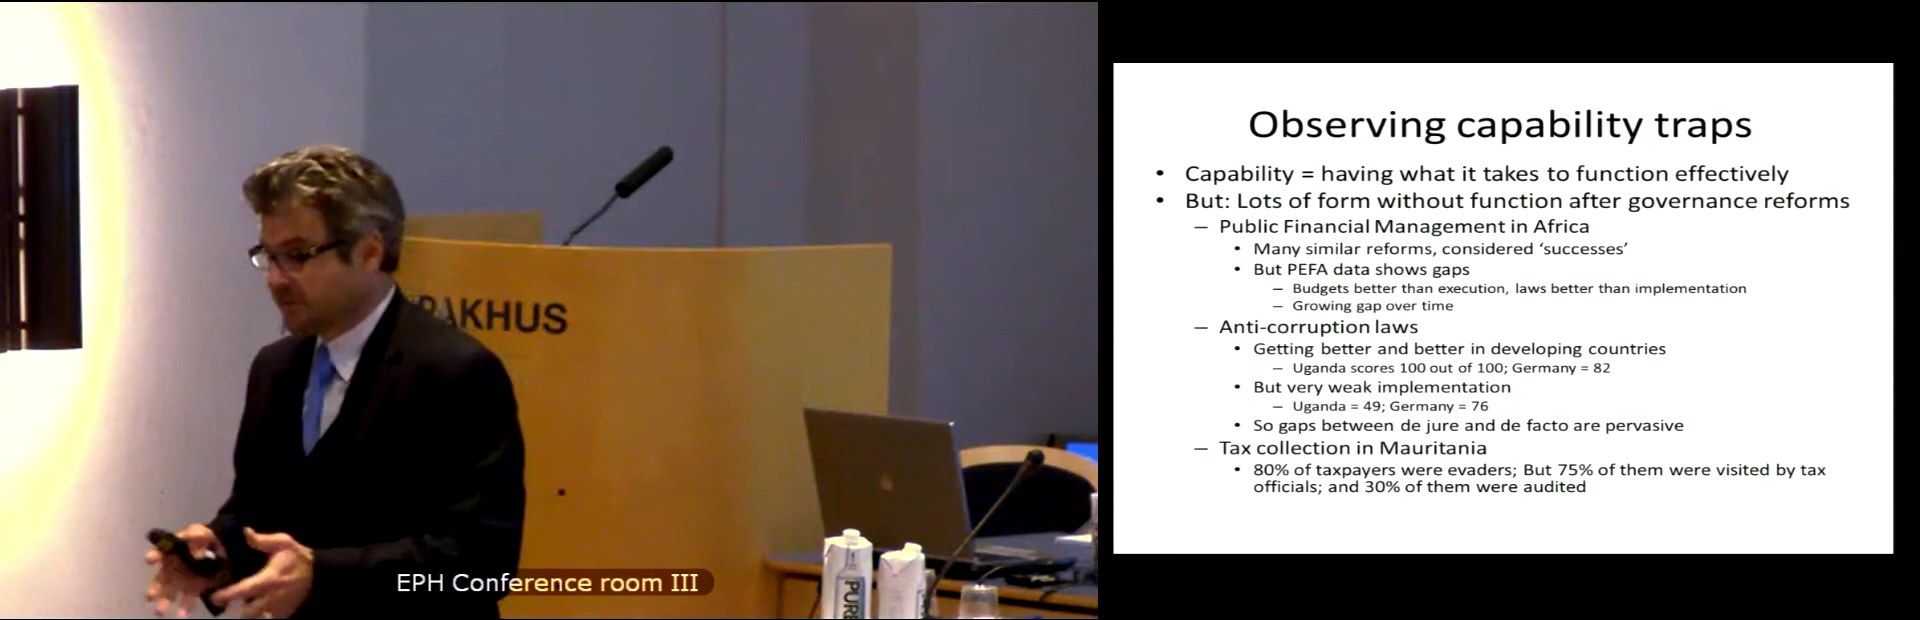 RAKHUS
EPH Conference room III
PURE
Observing capability traps
• Capability = having what it takes to function effectively
• But: Lots of form without function after governance reforms
– Public Financial Management in Africa
• Many similar reforms, considered ‘successes’
• But PEFA data shows gaps
– Budgets better than execution, laws better than implementation
– Growing gap over time
– Anti-corruption laws
• Getting better and better in developing countries
– Uganda scores 100 out of 100; Germany = 82
• But very weak implementation
– Uganda = 49; Germany = 76
• So gaps between de jure and de facto are pervasive
– Tax collection in Mauritania
• 80% of taxpayers were evaders; But 75% of them were visited by tax
officials; and 30% of them were audited